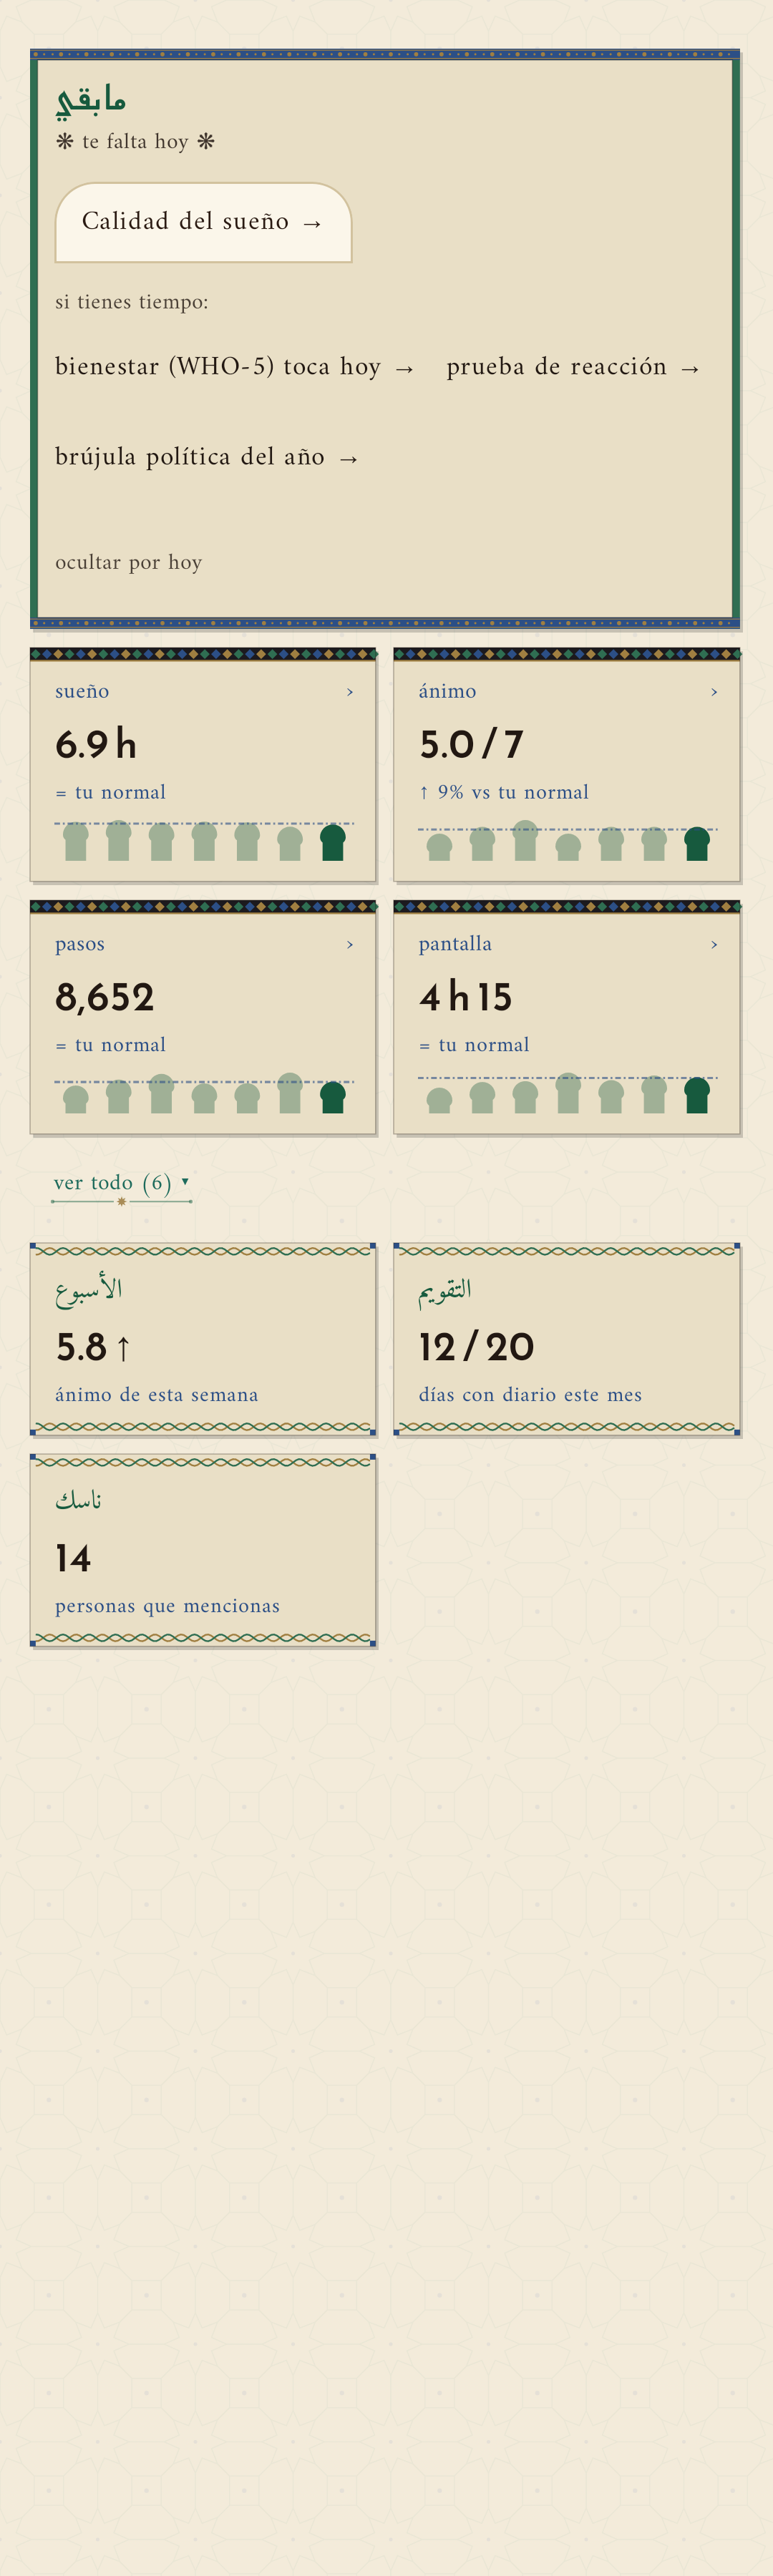 مابقي
❋ te falta hoy ❋
Calidad del sueño →
si tienes tiempo:
bienestar (WHO-5) toca hoy → prueba de reacción →
brújula política del año →
ocultar por hoy
sueño ›
6.9 h
= tu normal
ánimo ›
5.0 / 7
↑ 9% vs tu normal
pasos ›
8,652
= tu normal
pantalla ›
4 h 15
= tu normal
ver todo (6) ▾
الأسبوع
5.8 ↑
ánimo de esta semana
التقويم
12 / 20
días con diario este mes
ناسك
14
personas que mencionas